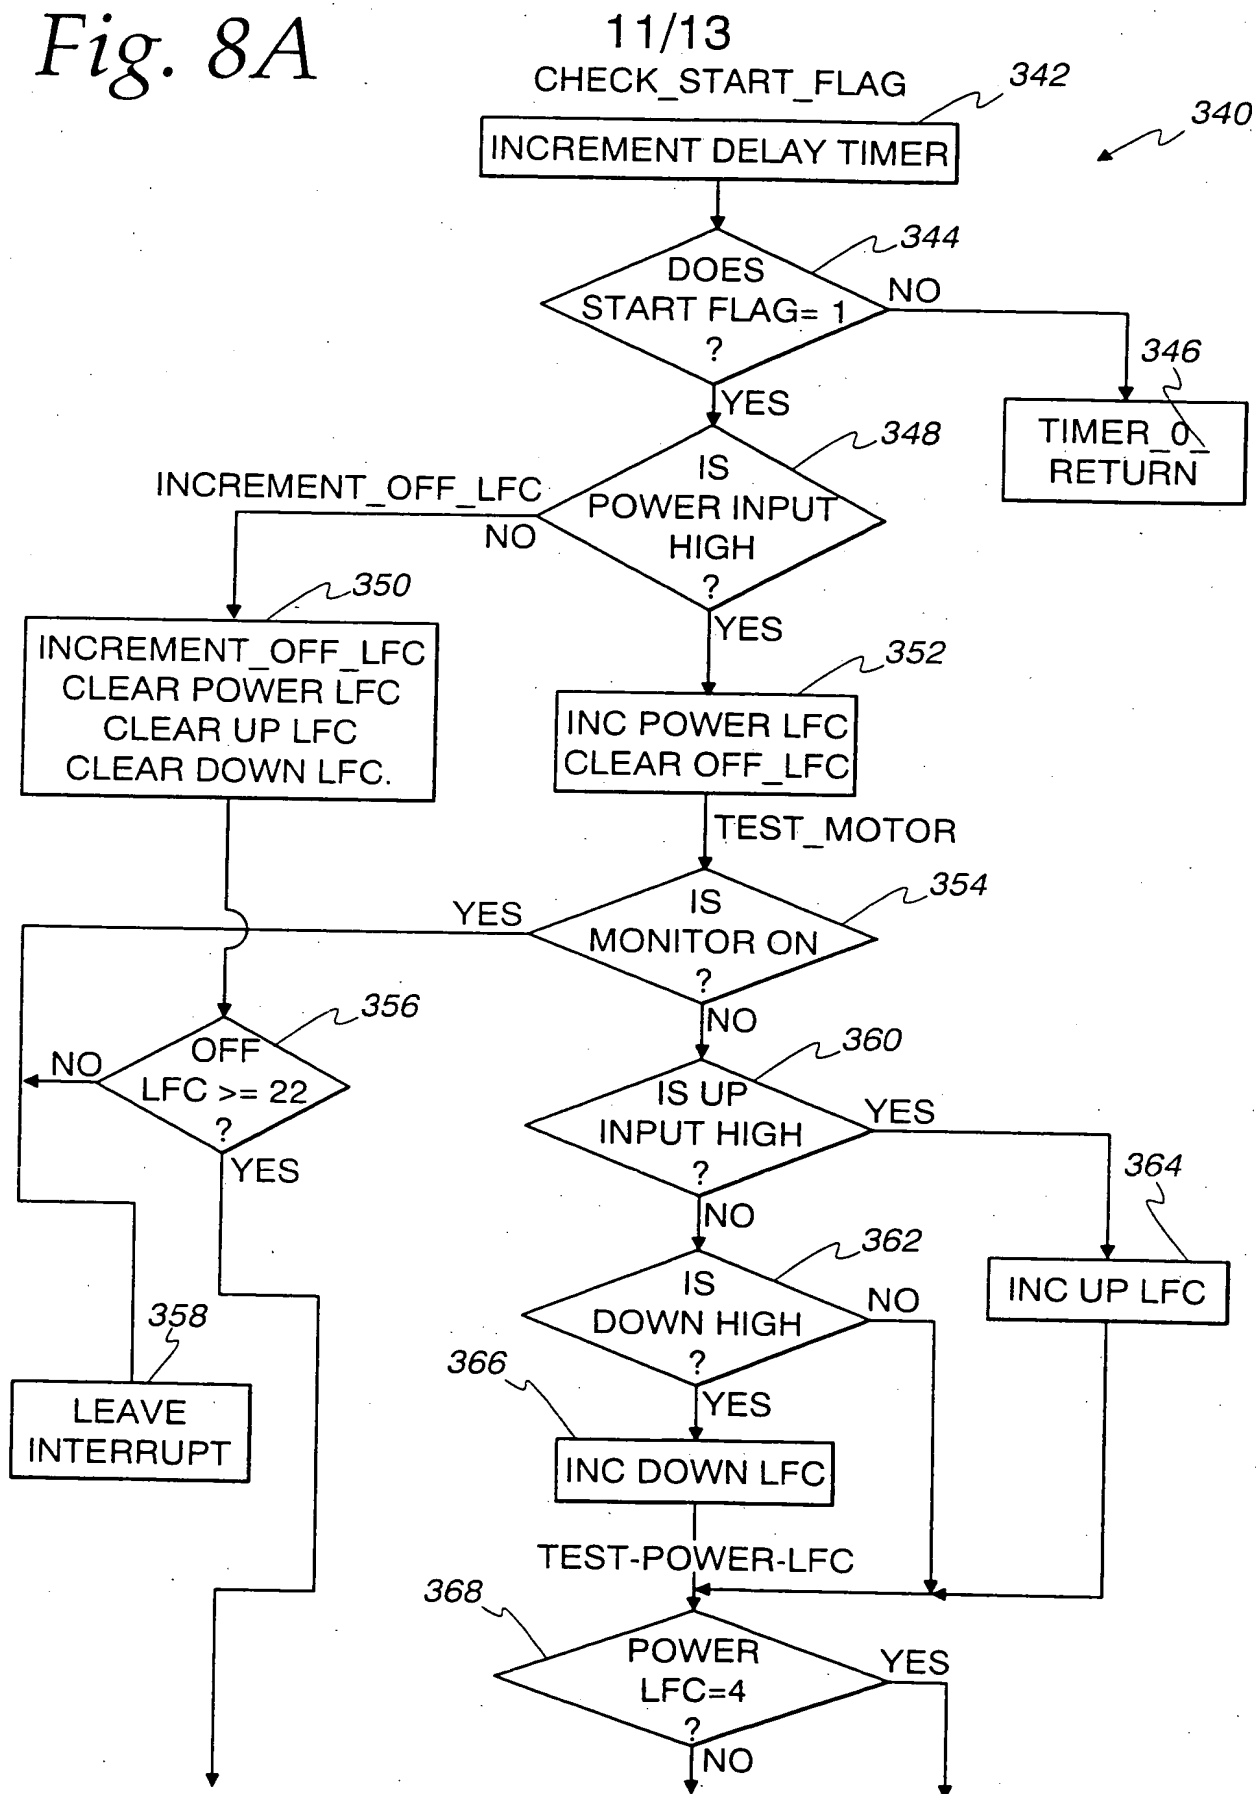 Fig. 8A
11/13
CHECK_START_FLAG
342
340
INCREMENT DELAY TIMER
344
DOES
START FLAG= 1
?
NO
YES
346
TIMER_0_
RETURN
348
IS
POWER INPUT
HIGH
?
INCREMENT_OFF_LFC
NO
YES
350
INCREMENT_OFF_LFC
CLEAR POWER LFC
CLEAR UP LFC
CLEAR DOWN LFC.
352
INC POWER LFC
CLEAR OFF_LFC
TEST_MOTOR
354
IS
MONITOR ON
?
YES
NO
356
OFF
LFC >= 22
?
NO
YES
360
IS UP
INPUT HIGH
?
YES
NO
364
INC UP LFC
362
IS
DOWN HIGH
?
NO
YES
358
LEAVE
INTERRUPT
366
INC DOWN LFC
TEST-POWER-LFC
368
POWER
LFC=4
?
YES
NO